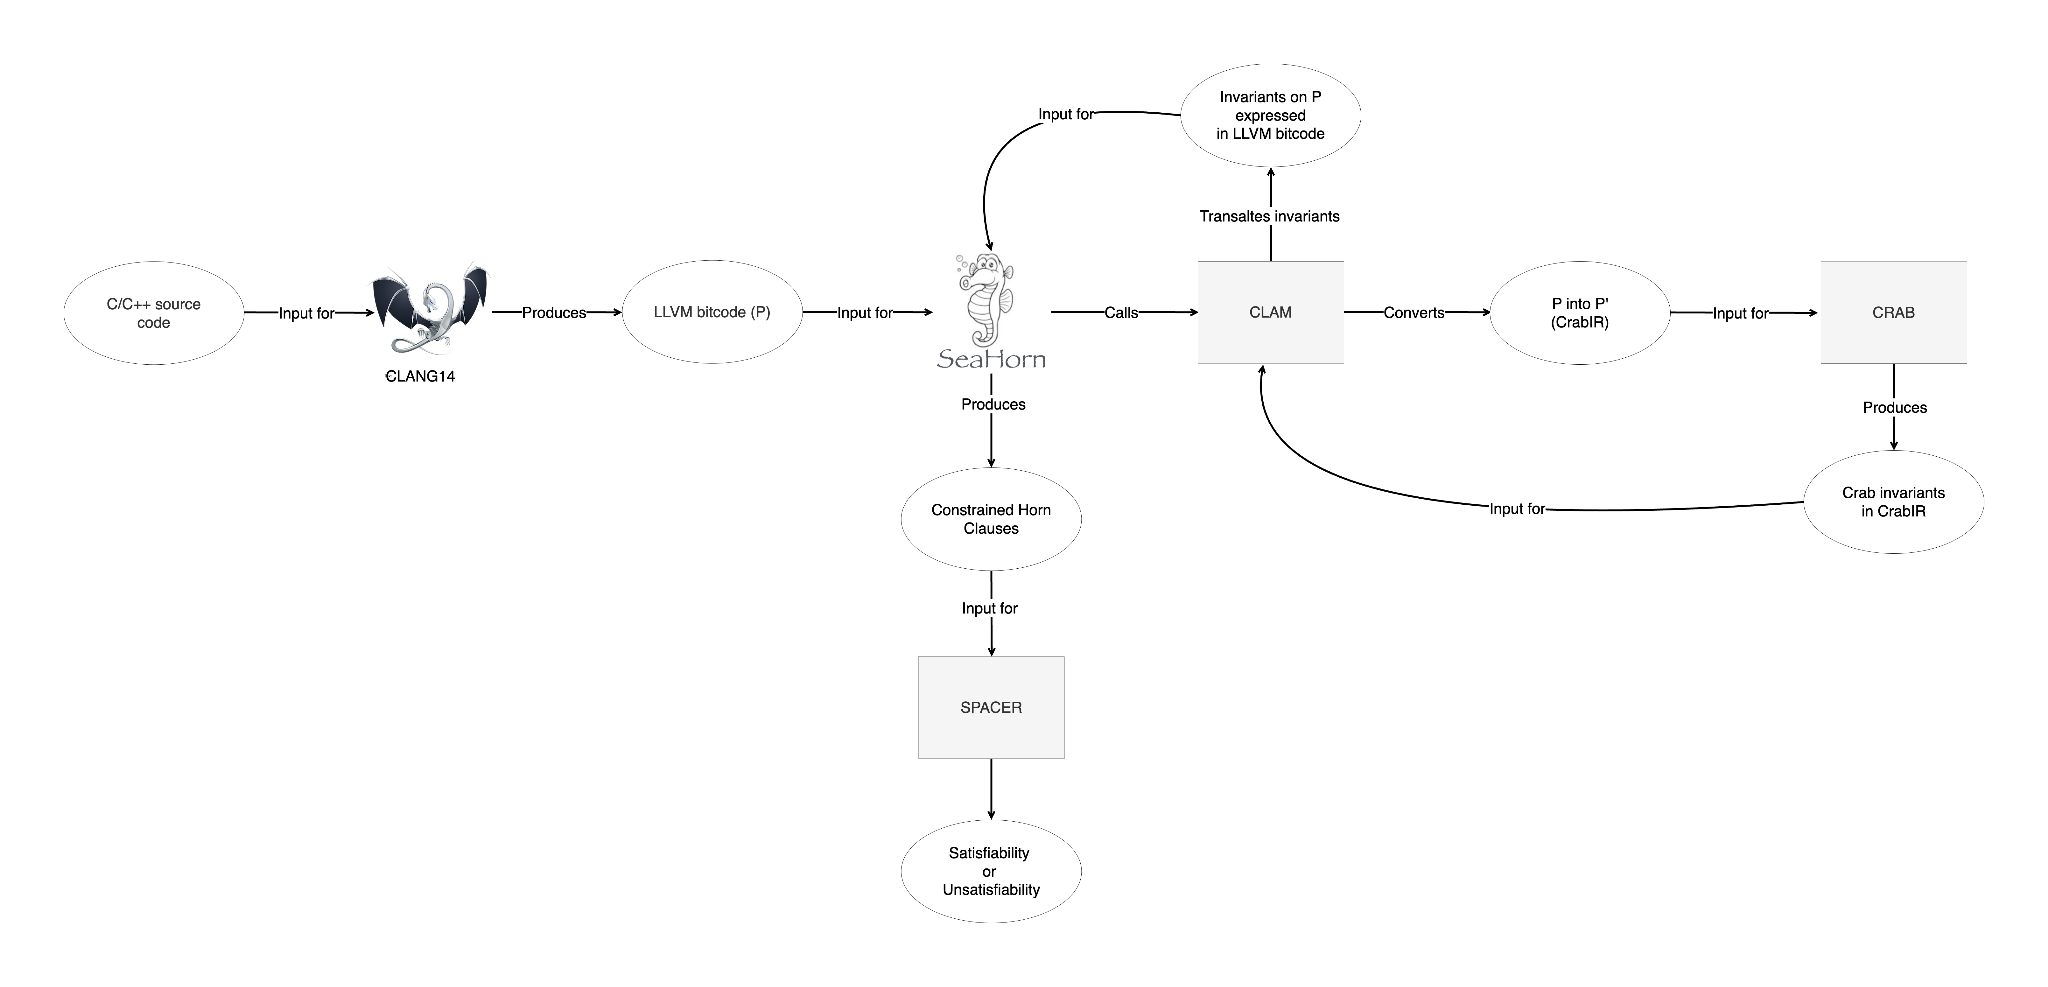 Invariants on P
expressed
in LLVM bitcode
Input for
Transaltes invariants
C/C++ source
code
Input for
CLANG14
Produces
LLVM bitcode (P)
Input for
SeaHorn
Calls
CLAM
Converts
P into P'
(CrabIR)
Input for
CRAB
Produces
Produces
Crab invariants
in CrabIR
Input for
Constrained Horn
Clauses
Input for
SPACER
Satisfiability
or
Unsatisfiability